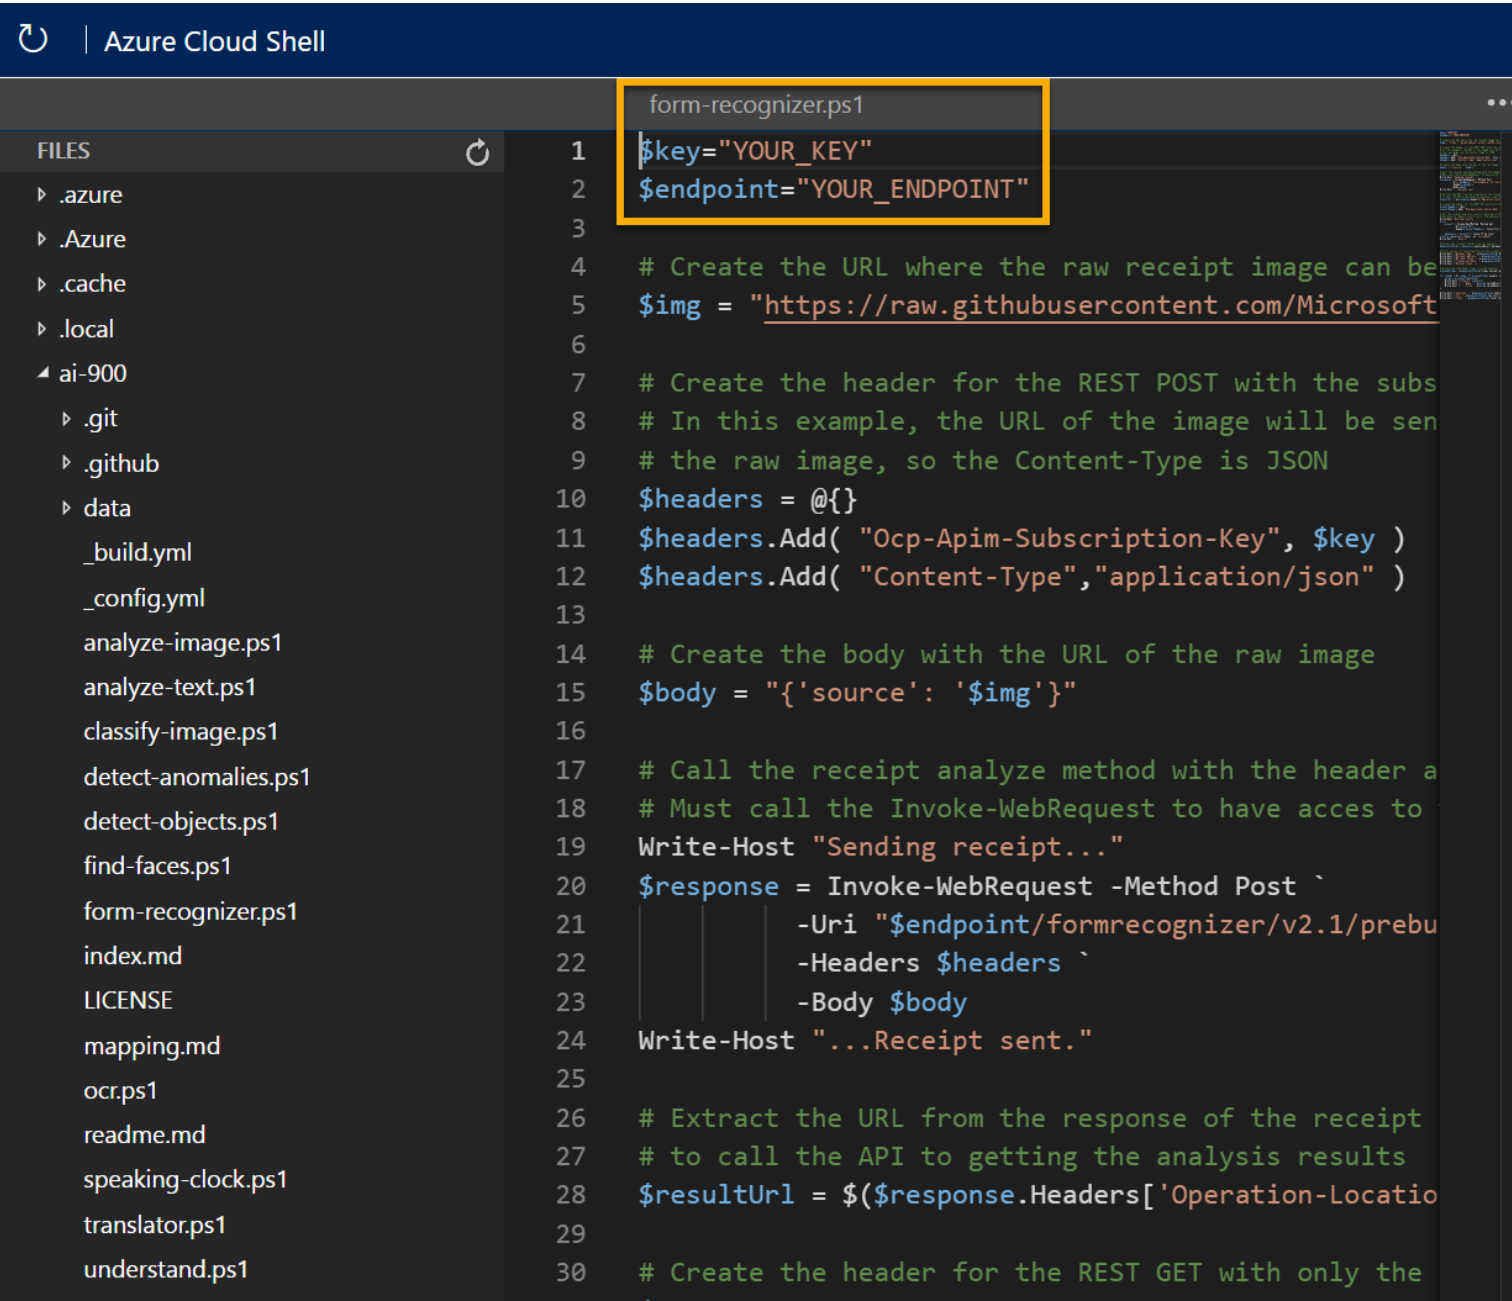 Azure Cloud Shell
form-recognizer.ps1
FILES
.azure
.Azure
.cache
.local
ai-900
.git
.github
data
_build.yml
_config.yml
analyze-image.ps1
analyze-text.ps1
classify-image.ps1
detect-anomalies.ps1
detect-objects.ps1
find-faces.ps1
form-recognizer.ps1
index.md
LICENSE
mapping.md
ocr.ps1
readme.md
speaking-clock.ps1
translator.ps1
understand.ps1
1 $key="YOUR_KEY"
2 $endpoint="YOUR_ENDPOINT"
3
4 # Create the URL where the raw receipt image can be
5 $img = "https://raw.githubusercontent.com/Microsoft
6
7 # Create the header for the REST POST with the subs
8 # In this example, the URL of the image will be sen
9 # the raw image, so the Content-Type is JSON
10 $headers = @{}
11 $headers.Add( "Ocp-Apim-Subscription-Key", $key )
12 $headers.Add( "Content-Type","application/json" )
13
14 # Create the body with the URL of the raw image
15 $body = "{'source': '$img'}"
16
17 # Call the receipt analyze method with the header a
18 # Must call the Invoke-WebRequest to have acces to
19 Write-Host "Sending receipt..."
20 $response = Invoke-WebRequest -Method Post `
21 -Uri "$endpoint/formrecognizer/v2.1/prebu
22 -Headers $headers `
23 -Body $body
24 Write-Host "...Receipt sent."
25
26 # Extract the URL from the response of the receipt
27 # to call the API to getting the analysis results
28 $resultUrl = $($response.Headers['Operation-Locatio
29
30 # Create the header for the REST GET with only the